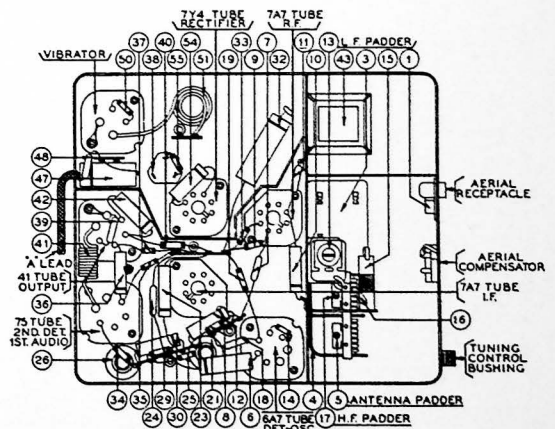 7Y4 TUBE
RECTIFIER
7A7 TUBE
R.F.
VIBRATOR
37 54 33 7 11 13 L.F. PADDER
50 38 40 55 51 19 9 32 10 43 3 15 1
48
47
42
39
41
"A" LEAD
41 TUBE
OUTPUT
36
75 TUBE
2ND. DET.
1ST. AUDIO
26
AERIAL
RECEPTACLE
AERIAL
COMPENSATOR
7A7 TUBE
I.F.
16
TUNING
CONTROL
BUSHING
34 35 29 25 21 12 18 14 4 5 ANTENNA PADDER
24 30 23 8 6 6A7 TUBE 17 H.F. PADDER
DET-OSC